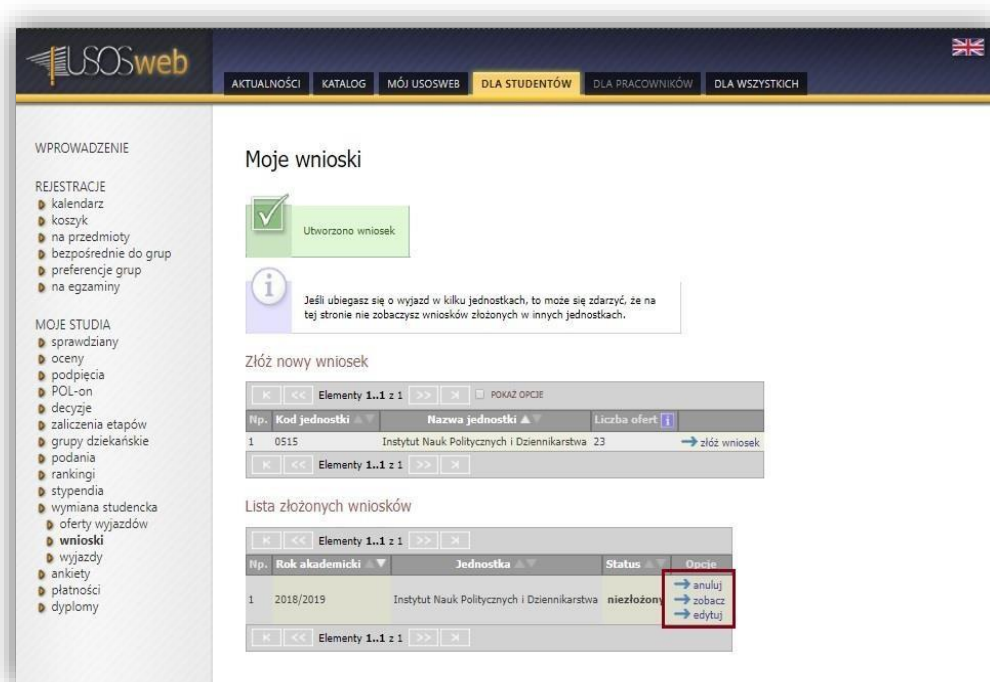 USOSweb
AKTUALNOŚCI KATALOG MÓJ USOSWEB DLA STUDENTÓW DLA PRACOWNIKÓW DLA WSZYSTKICH
WPROWADZENIE
REJESTRACJE
kalendarz
koszyk
na przedmioty
bezpośrednie do grup
preferencje grup
na egzaminy
MOJE STUDIA
sprawdziany
oceny
podpięcia
POL-on
decyzje
zaliczenia etapów
grupy dziekańskie
podania
rankingi
stypendia
wymiana studencka
oferty wyjazdów
wnioski
wyjazdy
ankiety
płatności
dyplomy
Moje wnioski
Utworzono wniosek
Jeśli ubiegasz się o wyjazd w kilku jednostkach, to może się zdarzyć, że na
tej stronie nie zobaczysz wniosków złożonych w innych jednostkach.
Złóż nowy wniosek
K << Elementy 1..1 z 1 >> >| POKAŻ OPCJE
Np. Kod jednostki Nazwa jednostki Liczba ofert i
1 0515 Instytut Nauk Politycznych i Dziennikarstwa 23 złóż wniosek
K << Elementy 1..1 z 1 >> >|
Lista złożonych wniosków
K << Elementy 1..1 z 1 >> >|
Np. Rok akademicki Jednostka Status Opcje
1 2018/2019 Instytut Nauk Politycznych i Dziennikarstwa niezłożony
anuluj
zobacz
edytuj
K << Elementy 1..1 z 1 >> >|